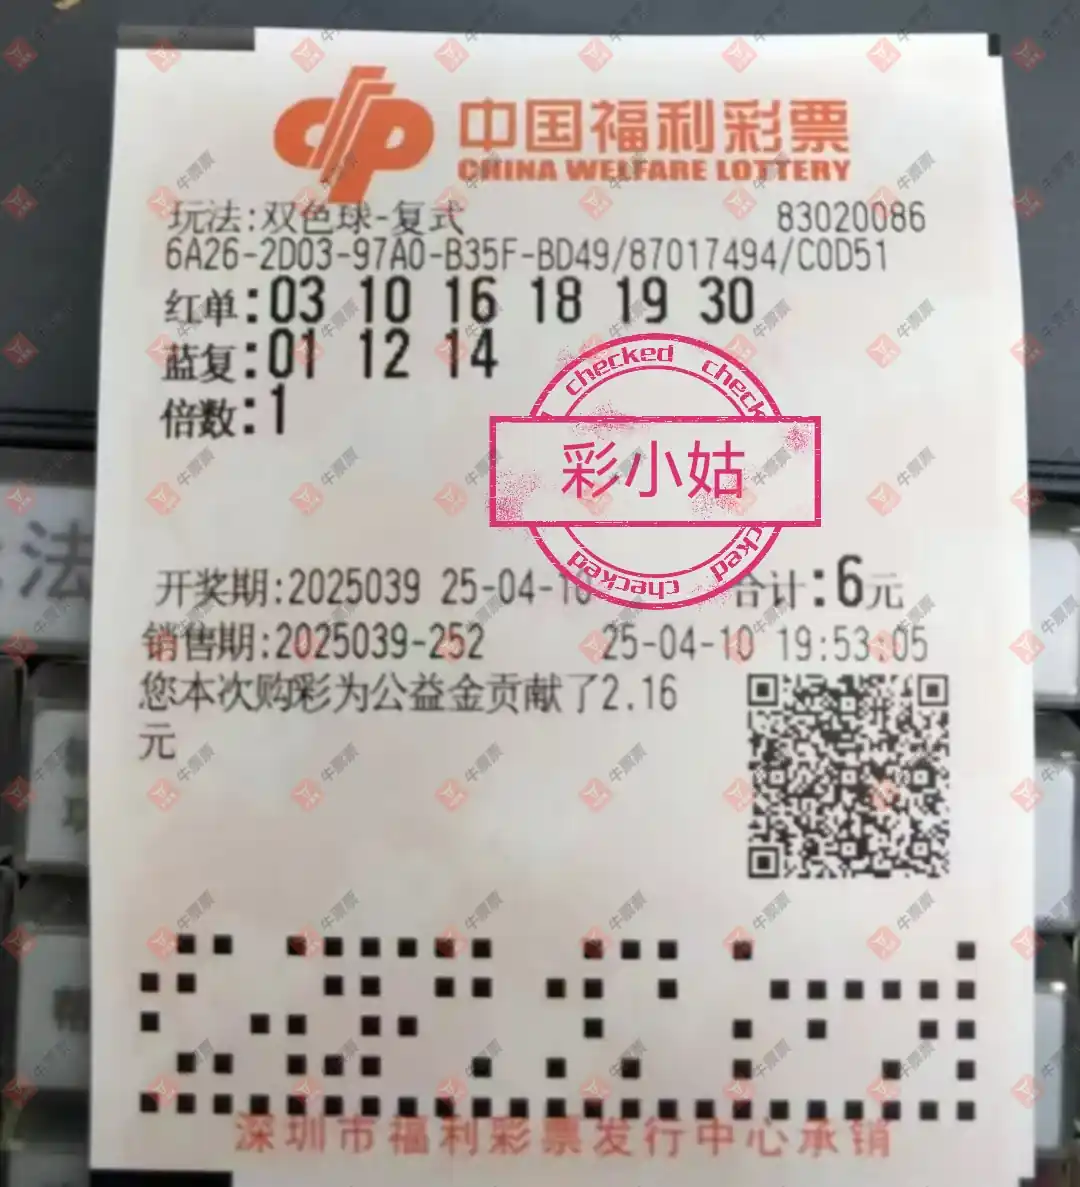 中国福利彩票
CHINA WELFARE LOTTERY
玩法:双色球-复式 83020086
6A26-2D03-97A0-B35F-BD49/87017494/C0D51
红单:03 10 16 18 19 30
蓝复:01 12 14
倍数:1
checked checked
彩小姑
checked checked checked
开奖期:2025039 25-04-10 合计:6元
销售期:2025039-252 25-04-10 19:53:05
您本次购彩为公益金贡献了2.16
元
深圳市福利彩票发行中心承销
法
牛票票